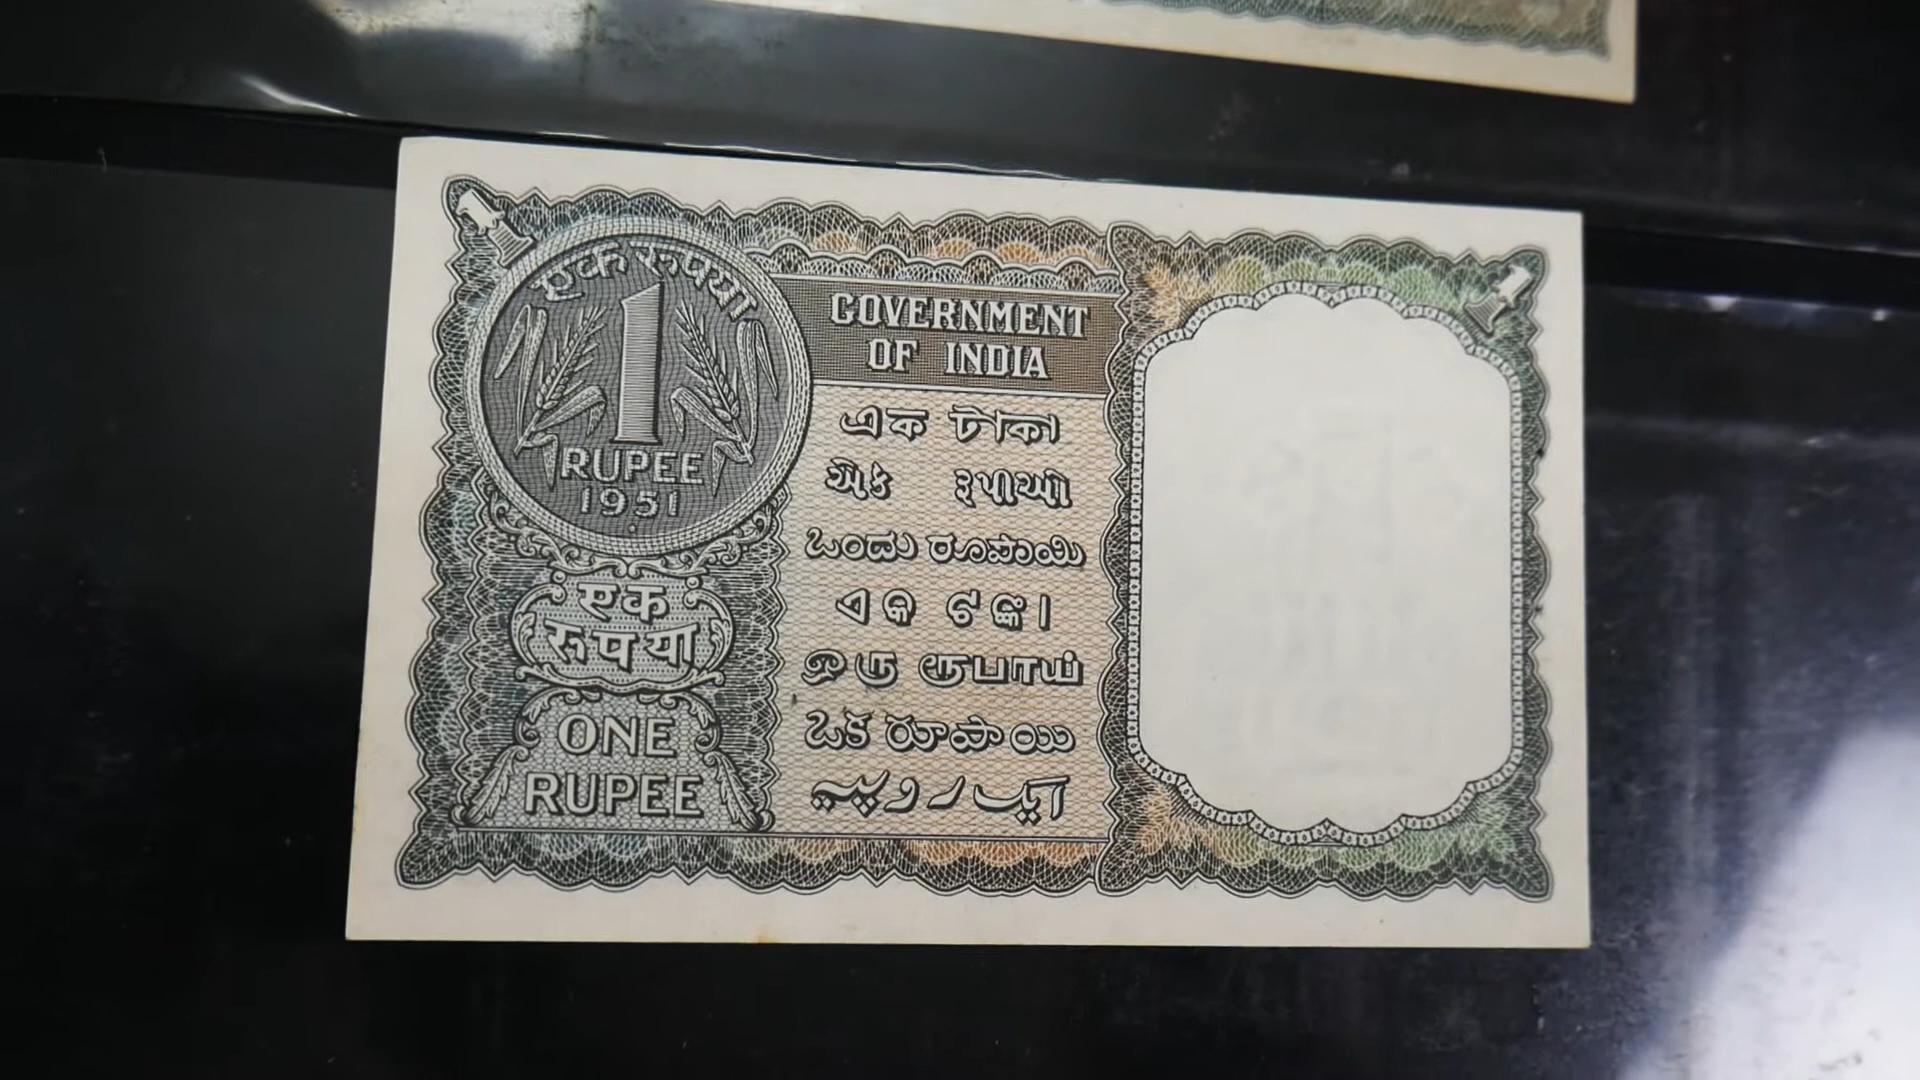 एक रूपया
1
RUPEE
1951
एक
रूपया
ONE
RUPEE
GOVERNMENT
OF INDIA
এক টাকা
એક રૂપીઓ
ಒಂದು ರೂಪಾಯಿ
ଏକ ଟଙ୍କା
ஒரு ரூபாய்
ఒక రూపాయి
ایک روپیہ